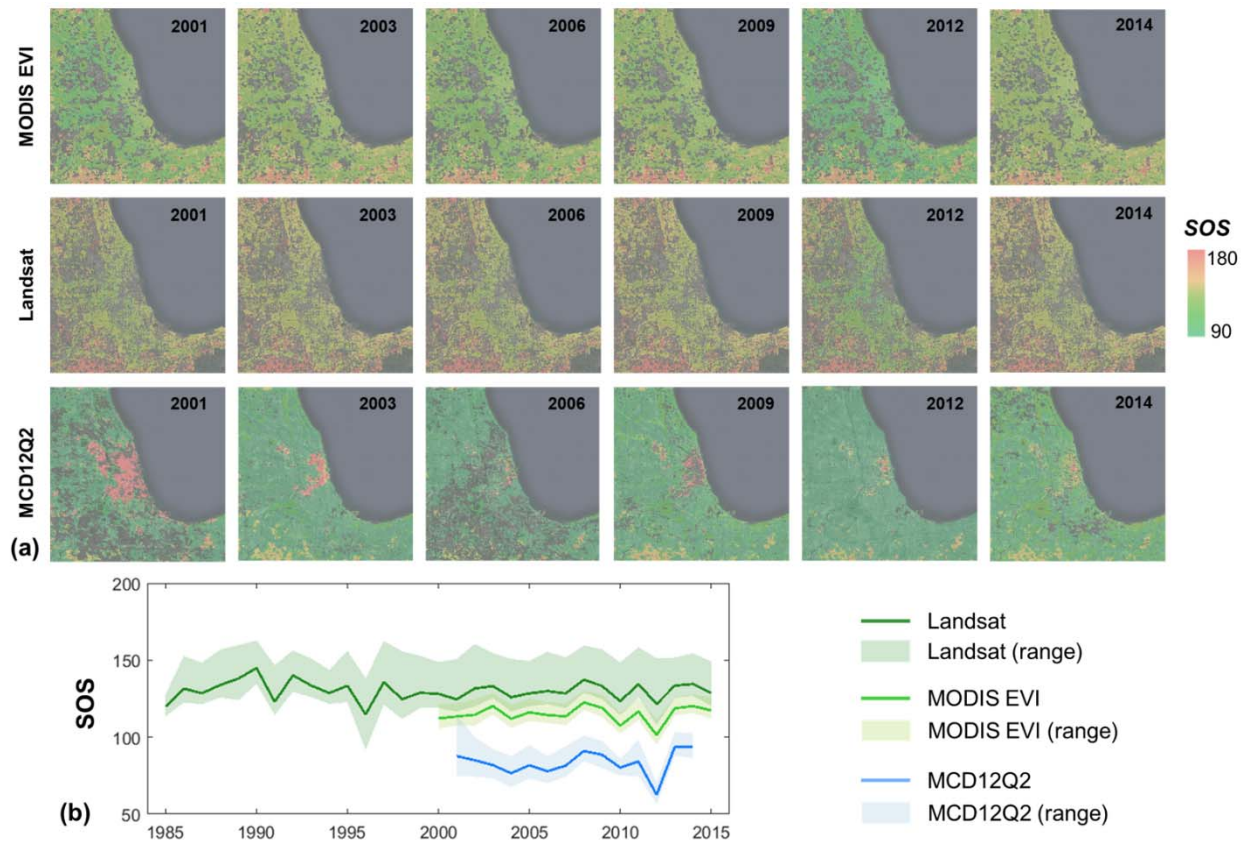 2001 2003 2006 2009 2012 2014
MODIS EVI
2001 2003 2006 2009 2012 2014
Landsat
SOS
180
90
2001 2003 2006 2009 2012 2014
MCD12Q2
(a)
200
150
100
50
SOS
(b)
1985 1990 1995 2000 2005 2010 2015
Landsat
Landsat (range)
MODIS EVI
MODIS EVI (range)
MCD12Q2
MCD12Q2 (range)